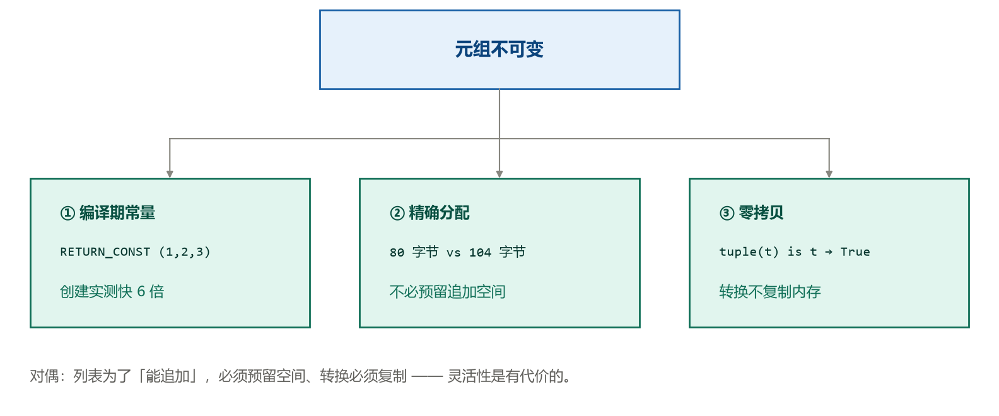 元组不可变
① 编译期常量
RETURN_CONST (1,2,3)
创建实测快 6 倍
② 精确分配
80 字节 vs 104 字节
不必预留追加空间
③ 零拷贝
tuple(t) is t → True
转换不复制内存
对偶：列表为了「能追加」，必须预留空间、转换必须复制 —— 灵活性是有代价的。